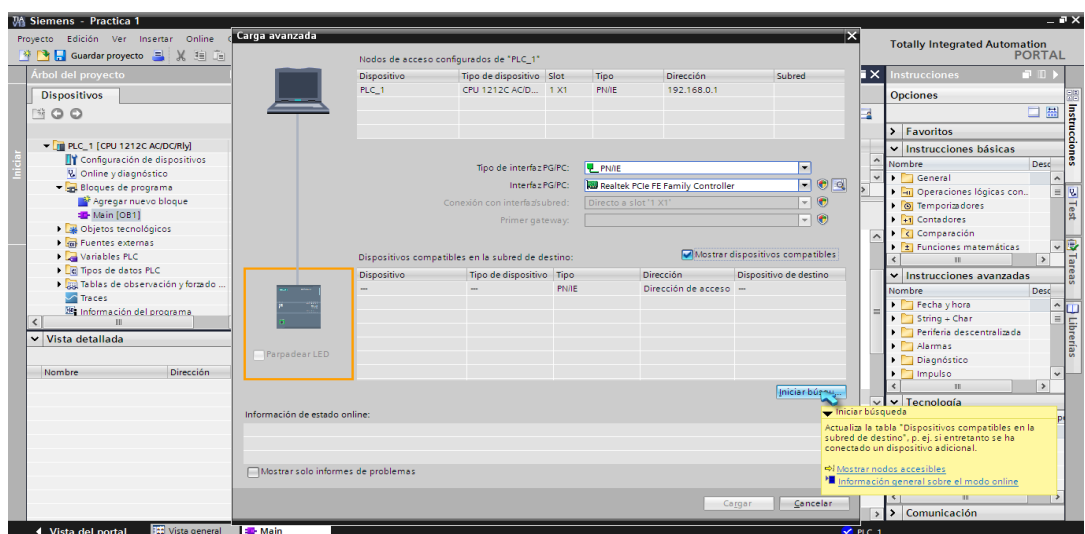 Siemens - Practica 1
Proyecto Edición Ver Insertar Online
Guardar proyecto
Totally Integrated Automation
PORTAL
Iniciar
Árbol del proyecto
Dispositivos
PLC_1 [CPU 1212C AC/DC/Rly]
Configuración de dispositivos
Online y diagnóstico
Bloques de programa
Agregar nuevo bloque
Main [OB1]
Objetos tecnológicos
Fuentes externas
Variables PLC
Tipos de datos PLC
Tablas de observación y forzado ...
Traces
Información del programa
Vista detallada
Nombre Dirección
Carga avanzada
Nodos de acceso configurados de "PLC_1"
Dispositivo Tipo de dispositivo Slot Tipo Dirección Subred
PLC_1 CPU 1212C AC/D... 1 X1 PN/IE 192.168.0.1
Tipo de interfaz PG/PC: PN/IE
Interfaz PG/PC: Realtek PCIe FE Family Controller
Conexión con interfaz/subred: Directo a slot '1 X1'
Primer gateway:
Dispositivos compatibles en la subred de destino: Mostrar dispositivos compatibles
Dispositivo Tipo de dispositivo Tipo Dirección Dispositivo de destino
— — PN/IE Dirección de acceso —
Parpadear LED
Iniciar
Información de estado online:
Mostrar solo informes de problemas
Cargar Cancelar
Iniciar búsqueda
Actualiza la tabla "Dispositivos compatibles en la
subred de destino", p. ej. si entretanto se ha
conectado un dispositivo adicional.
Mostrar nodos accesibles
Información general sobre el modo online
Instrucciones
Opciones
Favoritos
Instrucciones básicas
Nombre Desc
General
Operaciones lógicas con..
Temporizadores
Contadores
Comparación
Funciones matemáticas
Instrucciones avanzadas
Nombre Desc
Fecha y hora
String + Char
Periferia descentralizada
Alarmas
Diagnóstico
Impulso
Tecnología
Comunicación
Instrucciones
Test
Tareas
Librerías
Vista del portal Vista general Main PLC_1